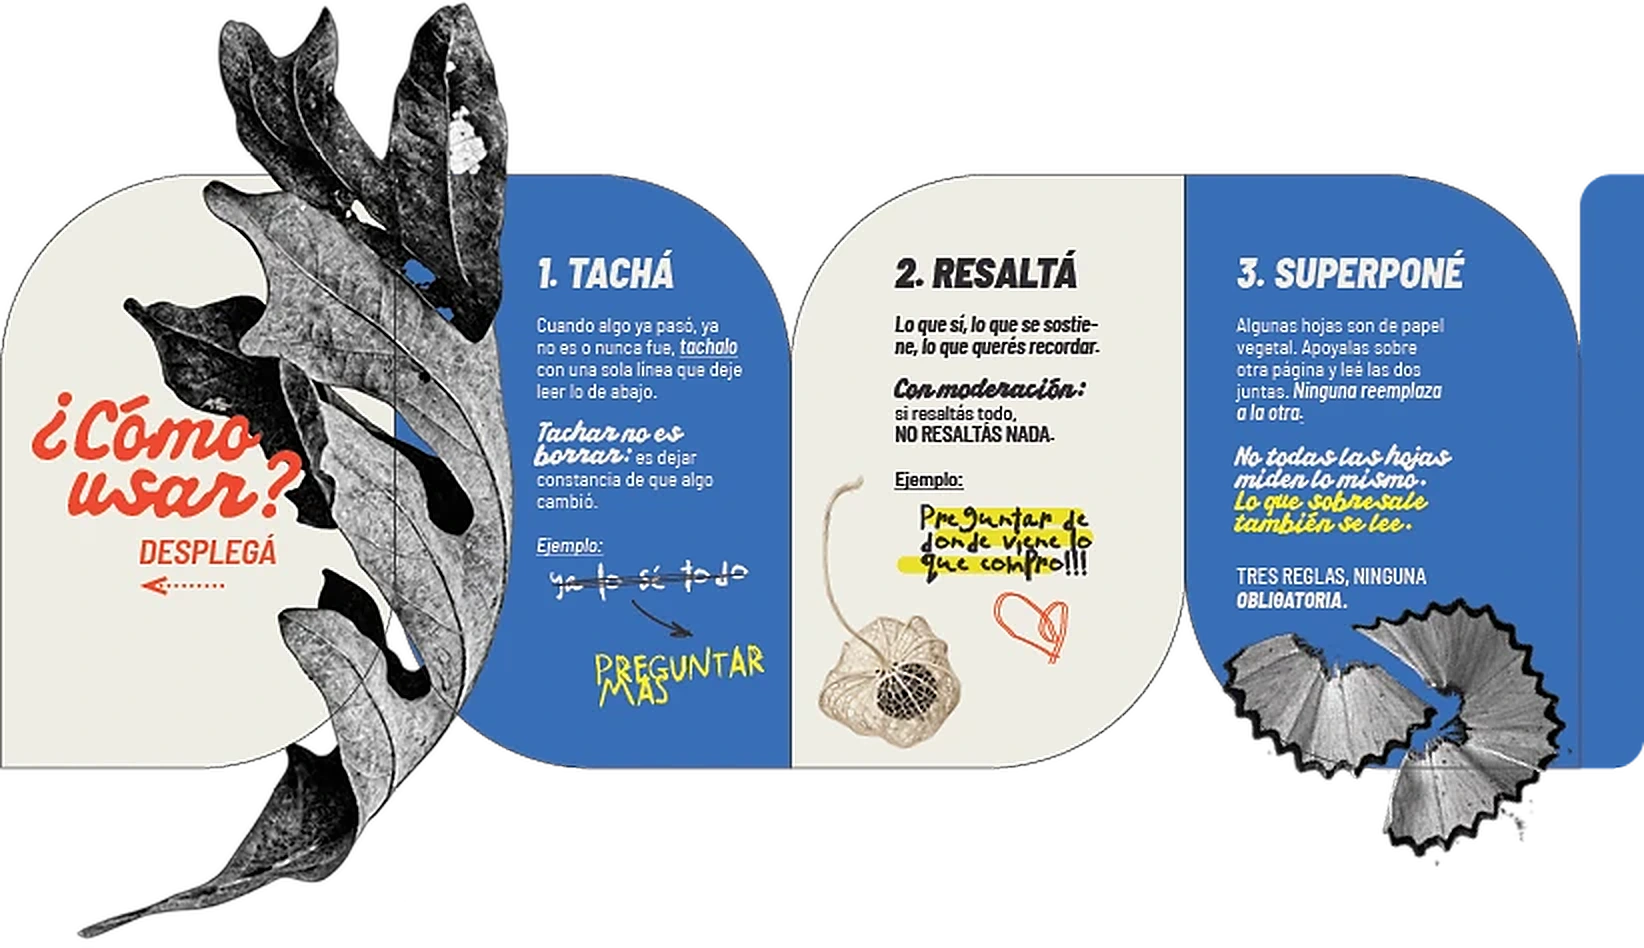 ¿Cómo
usar?
DESPLEGÁ
1. TACHÁ
Cuando algo ya pasó, ya
no es o nunca fue, tachalo
con una sola línea que deje
leer lo de abajo.
Tachar no es
borrar: es dejar
constancia de que algo
cambió.
Ejemplo:
ya lo sé todo
PREGUNTAR
MÁS
2. RESALTÁ
Lo que sí, lo que se sostie-
ne, lo que querés recordar.
Con moderación:
si resaltás todo,
NO RESALTÁS NADA.
Ejemplo:
Preguntar de
donde viene lo
que compro!!!
3. SUPERPONÉ
Algunas hojas son de papel
vegetal. Apoyalas sobre
otra página y leé las dos
juntas. Ninguna reemplaza
a la otra.
No todas las hojas
miden lo mismo.
Lo que sobresale
también se lee.
TRES REGLAS, NINGUNA
OBLIGATORIA.